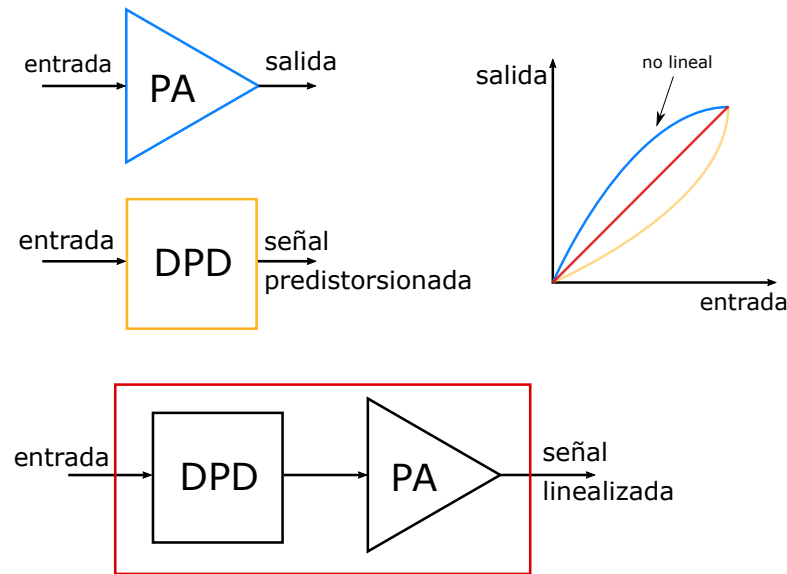 entrada
PA
salida
salida
no lineal
entrada
entrada
DPD
señal
predistorsionada
entrada
DPD
PA
señal
linealizada